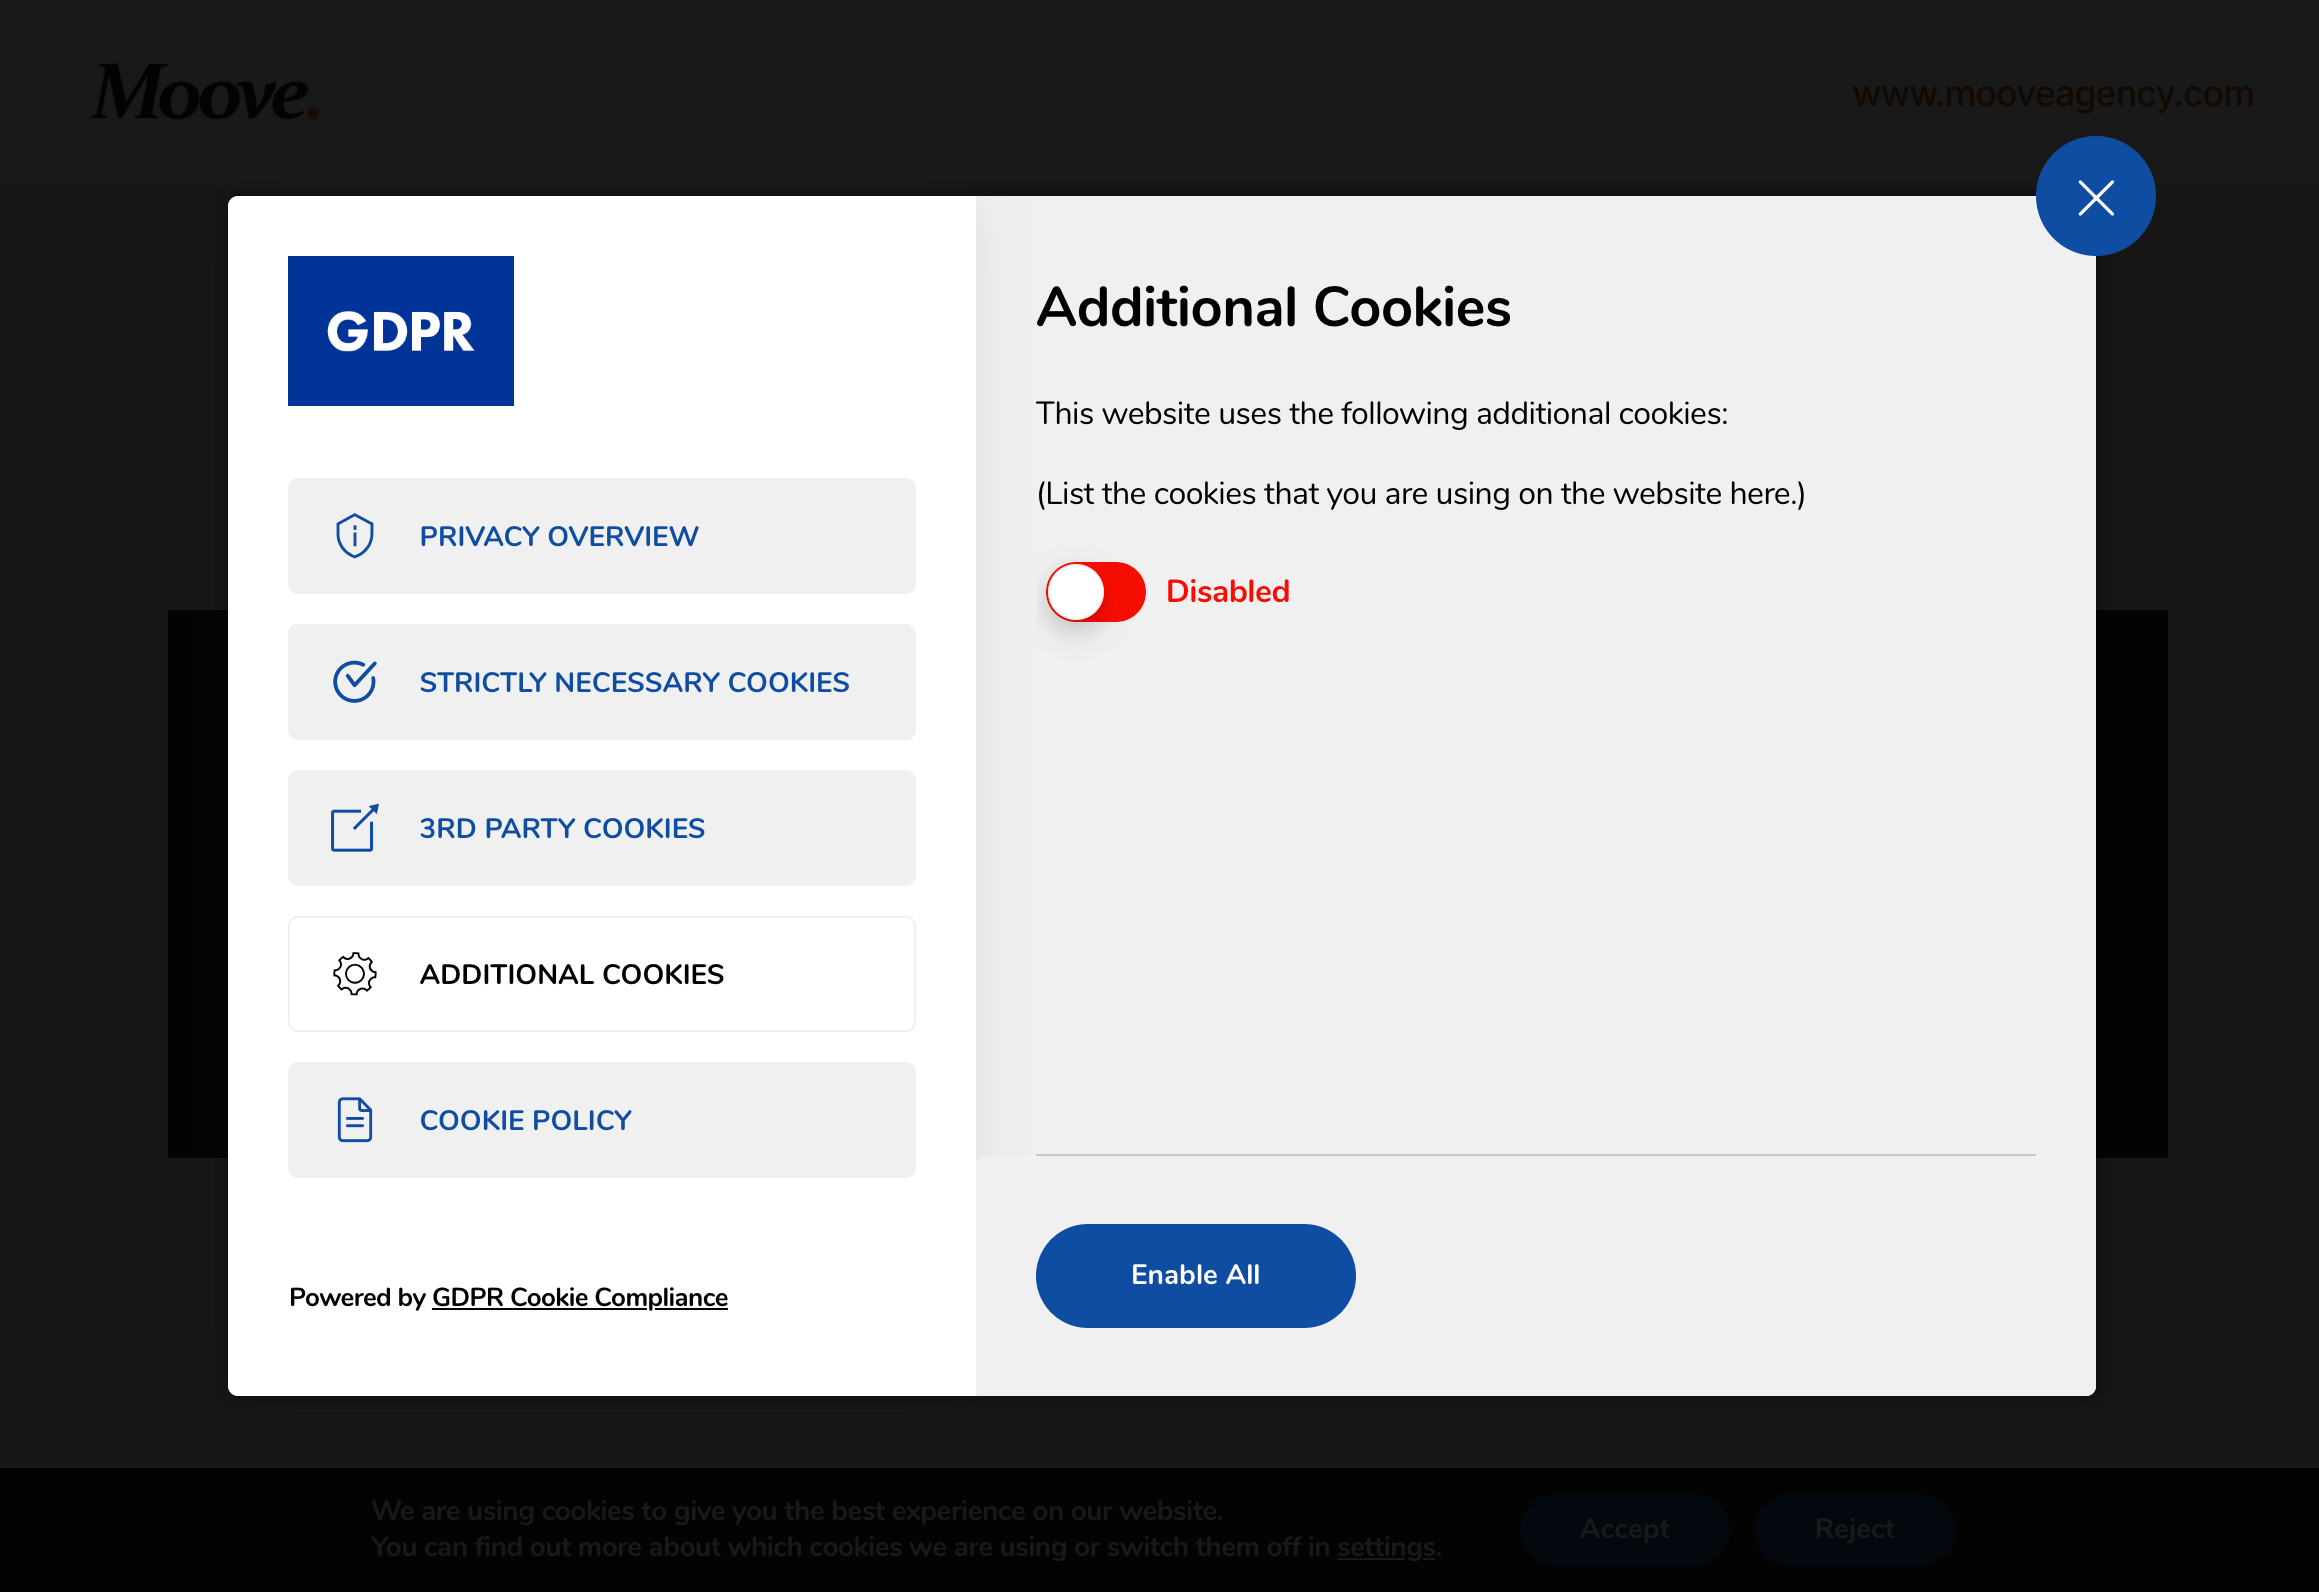 Moove.
www.mooveagency.com
GDPR
PRIVACY OVERVIEW
STRICTLY NECESSARY COOKIES
3RD PARTY COOKIES
ADDITIONAL COOKIES
COOKIE POLICY
Powered by GDPR Cookie Compliance
Additional Cookies
This website uses the following additional cookies:
(List the cookies that you are using on the website here.)
Disabled
Enable All
We are using cookies to give you the best experience on our website.
You can find out more about which cookies we are using or switch them off in settings.
Accept
Reject